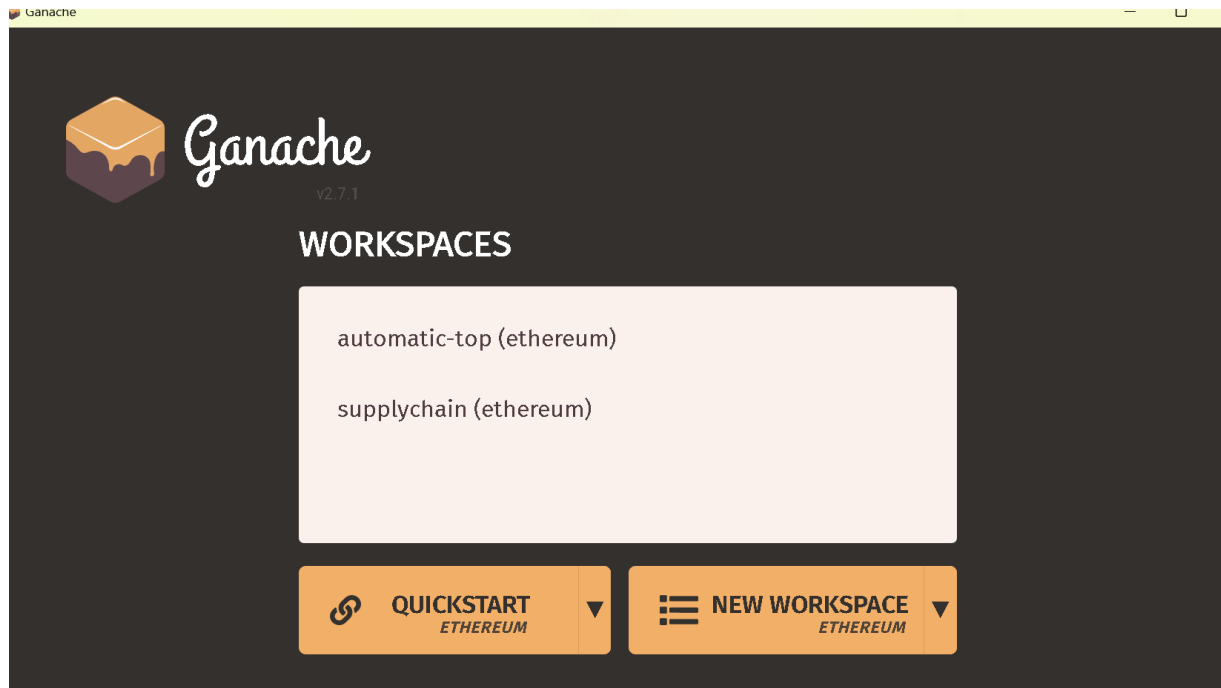 Ganache
Ganache
v2.7.1
WORKSPACES
automatic-top (ethereum)
supplychain (ethereum)
QUICKSTART
ETHEREUM
NEW WORKSPACE
ETHEREUM